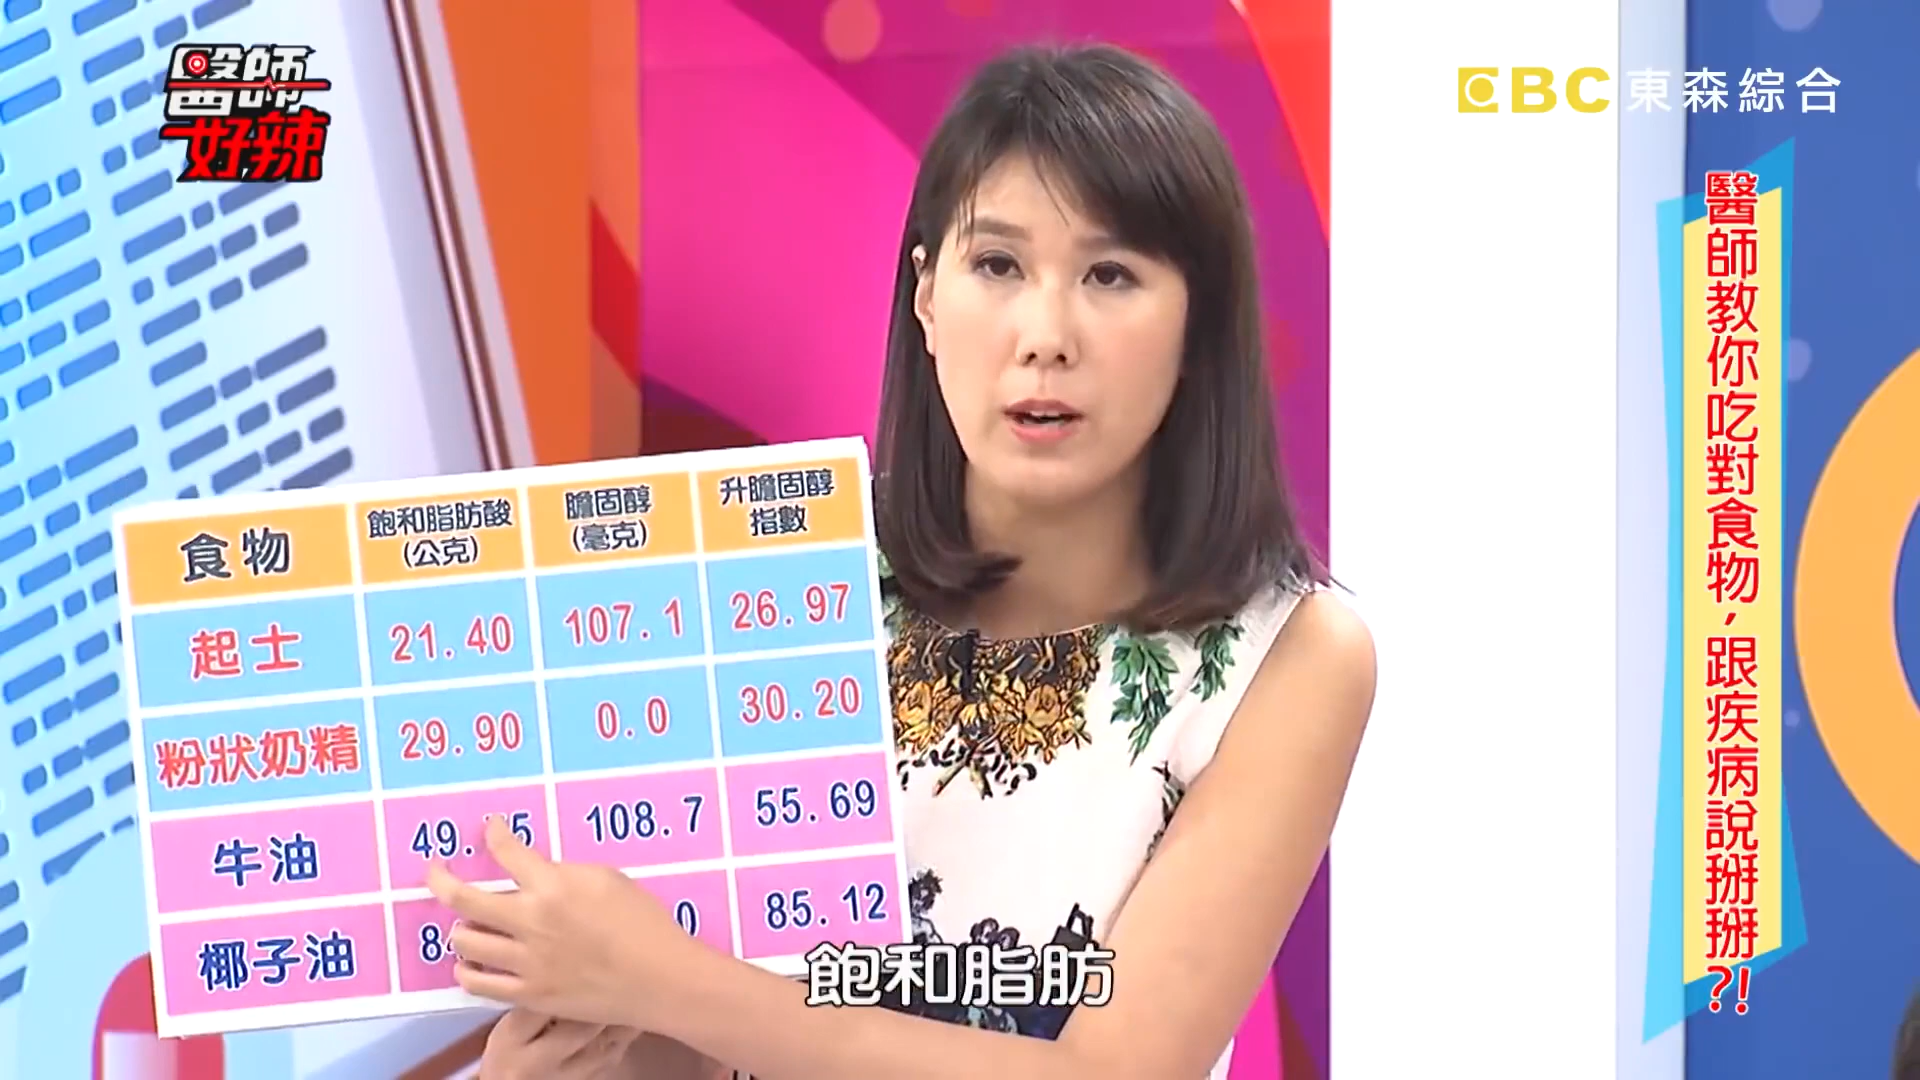 醫師
好辣
EBC 東森綜合
醫師教你吃對食物，跟疾病說掰掰?!
食物 飽和脂肪酸(公克) 膽固醇(毫克) 升膽固醇指數
起士 21.40 107.1 26.97
粉狀奶精 29.90 0.0 30.20
牛油 49. 5 108.7 55.69
椰子油 8 0 85.12
飽和脂肪